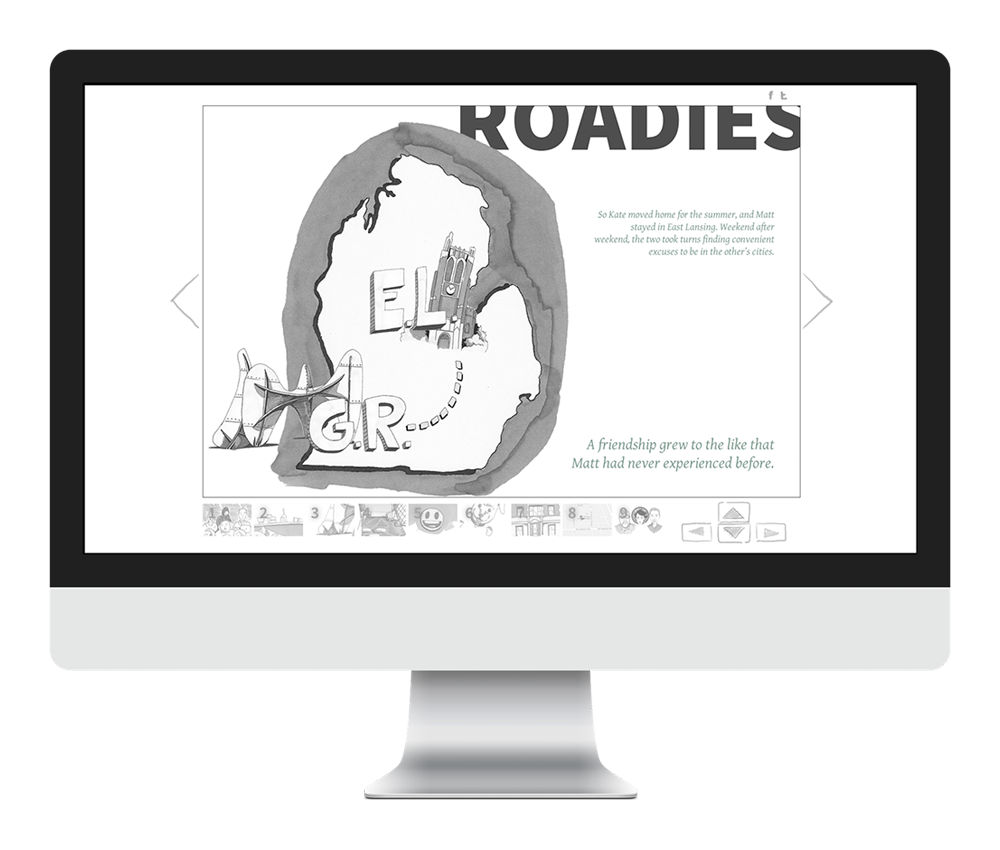 f t
ROADIES
So Kate moved home for the summer, and Matt
stayed in East Lansing. Weekend after
weekend, the two took turns finding convenient
excuses to be in the other's cities.
E.L.
G.R.
A friendship grew to the like that
Matt had never experienced before.
1 2 3 4 5 6 7 8 9